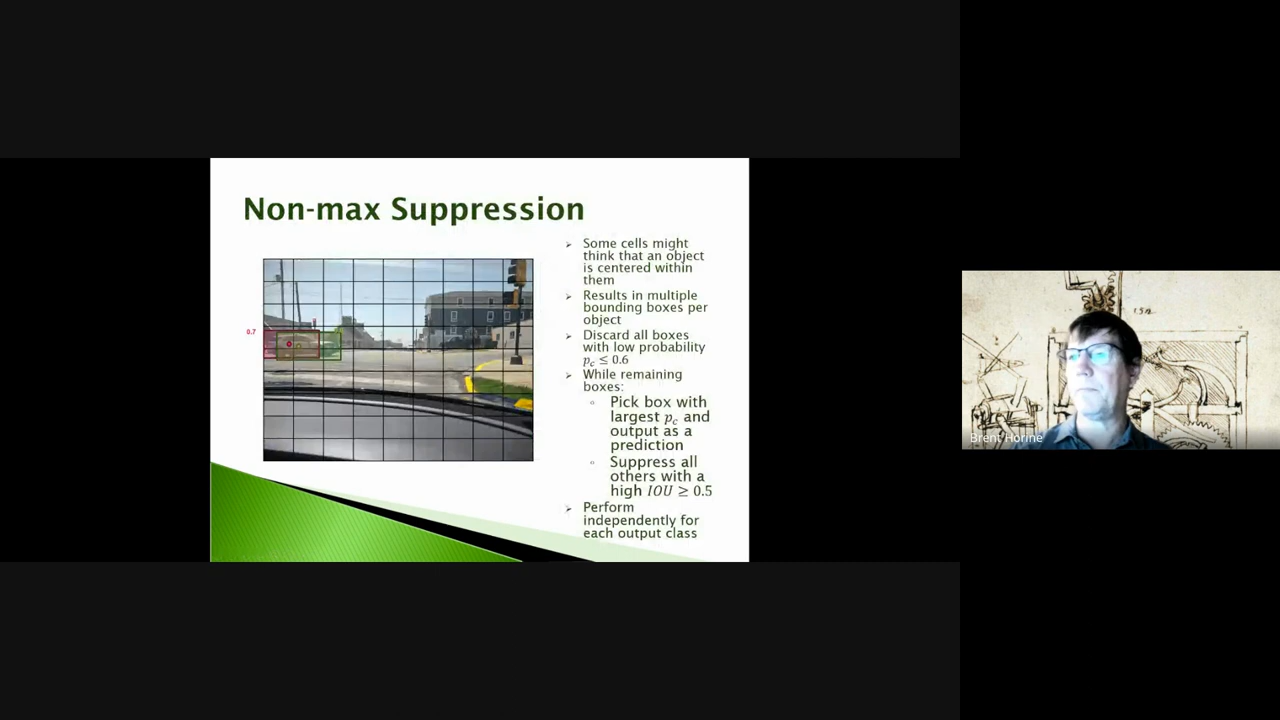 Non-max Suppression
Some cells might
think that an object
is centered within
them
Results in multiple
bounding boxes per
object
Discard all boxes
with low probability
p_c ≤ 0.6
While remaining
boxes:
Pick box with
largest p_c and
output as a
prediction
Suppress all
others with a
high IOU ≥ 0.5
Perform
independently for
each output class
0.7
Brent Horine